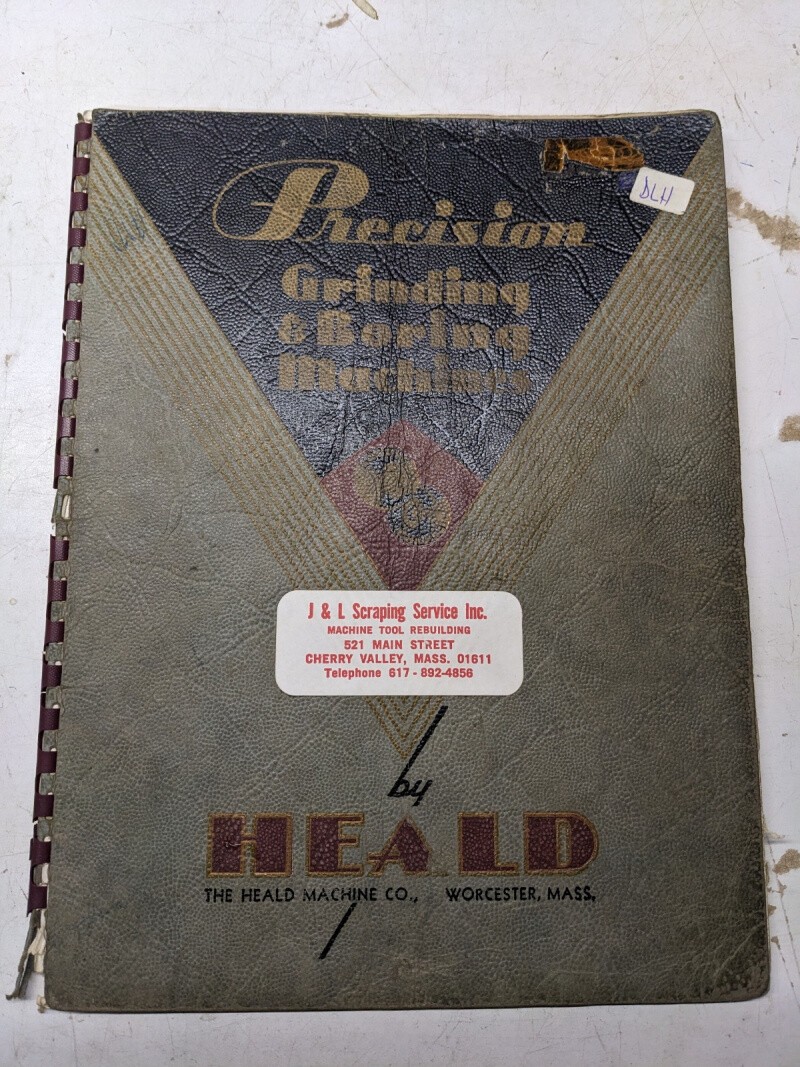 DLH
Precision
Grinding
& Boring
Machines
J & L Scraping Service Inc.
MACHINE TOOL REBUILDING
521 MAIN STREET
CHERRY VALLEY, MASS. 01611
Telephone 617-892-4856
by
HEALD
THE HEALD MACHINE CO., WORCESTER, MASS.